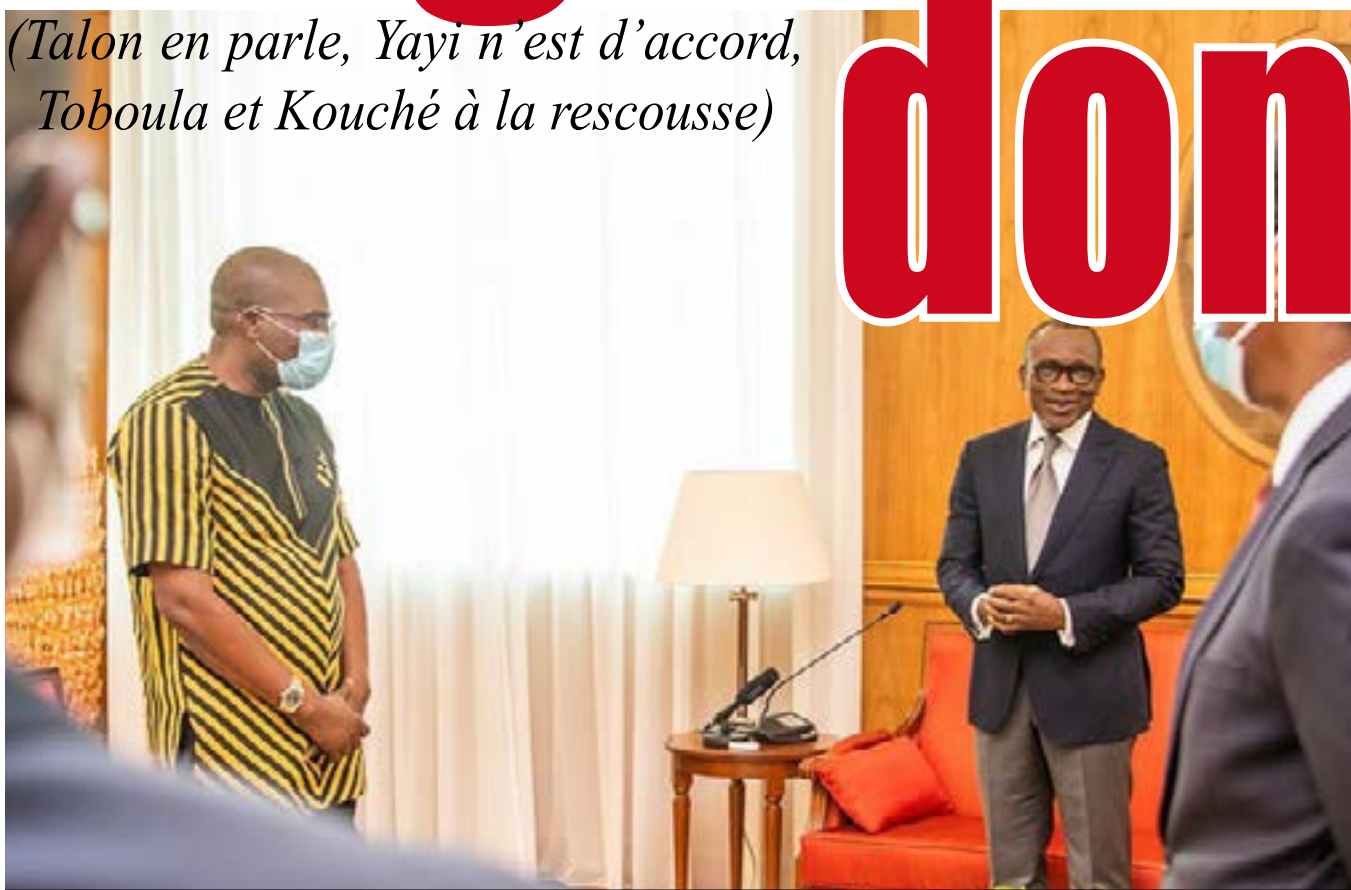 (Talon en parle, Yayi n’est d’accord,
Toboula et Kouché à la rescousse)
don